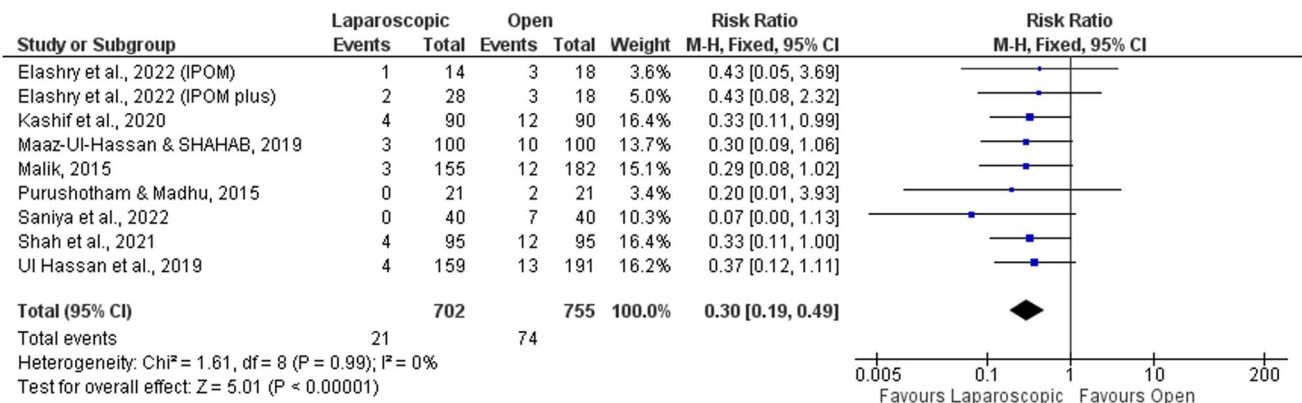 Laparoscopic Open Risk Ratio Risk Ratio
Study or Subgroup Events Total Events Total Weight M-H, Fixed, 95% CI M-H, Fixed, 95% CI
Elashry et al., 2022 (IPOM) 1 14 3 18 3.6% 0.43 [0.05, 3.69]
Elashry et al., 2022 (IPOM plus) 2 28 3 18 5.0% 0.43 [0.08, 2.32]
Kashif et al., 2020 4 90 12 90 16.4% 0.33 [0.11, 0.99]
Maaz-Ul-Hassan & SHAHAB, 2019 3 100 10 100 13.7% 0.30 [0.09, 1.06]
Malik, 2015 3 155 12 182 15.1% 0.29 [0.08, 1.02]
Purushotham & Madhu, 2015 0 21 2 21 3.4% 0.20 [0.01, 3.93]
Saniya et al., 2022 0 40 7 40 10.3% 0.07 [0.00, 1.13]
Shah et al., 2021 4 95 12 95 16.4% 0.33 [0.11, 1.00]
Ul Hassan et al., 2019 4 159 13 191 16.2% 0.37 [0.12, 1.11]
Total (95% CI) 702 755 100.0% 0.30 [0.19, 0.49]
Total events 21 74
Heterogeneity: Chi² = 1.61, df = 8 (P = 0.99); I² = 0%
Test for overall effect: Z = 5.01 (P < 0.00001)
0.005 0.1 1 10 200
Favours Laparoscopic Favours Open